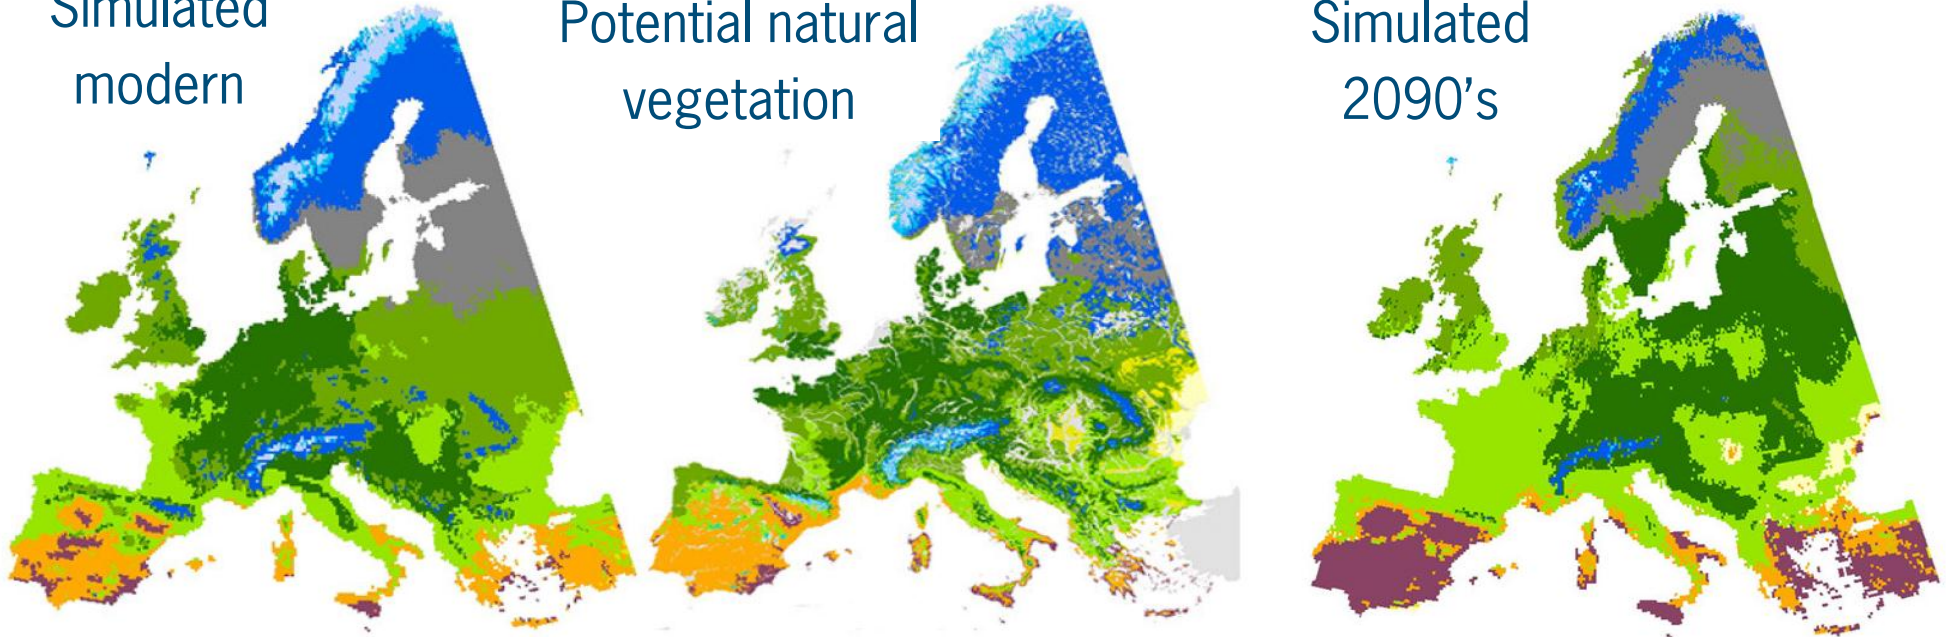 Simulated
modern
Potential natural
vegetation
Simulated
2090's